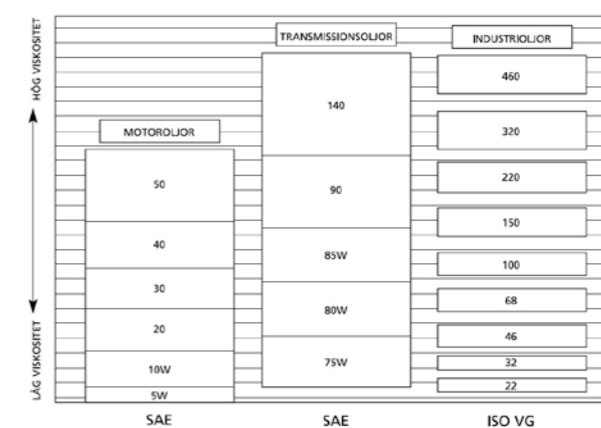 HÖG VISKOSITET
LÅG VISKOSITET
MOTOROLJOR
50
40
30
20
10W
5W
SAE
TRANSMISSIONSOLJOR
140
90
85W
80W
75W
SAE
INDUSTRIOLJOR
460
320
220
150
100
68
46
32
22
ISO VG